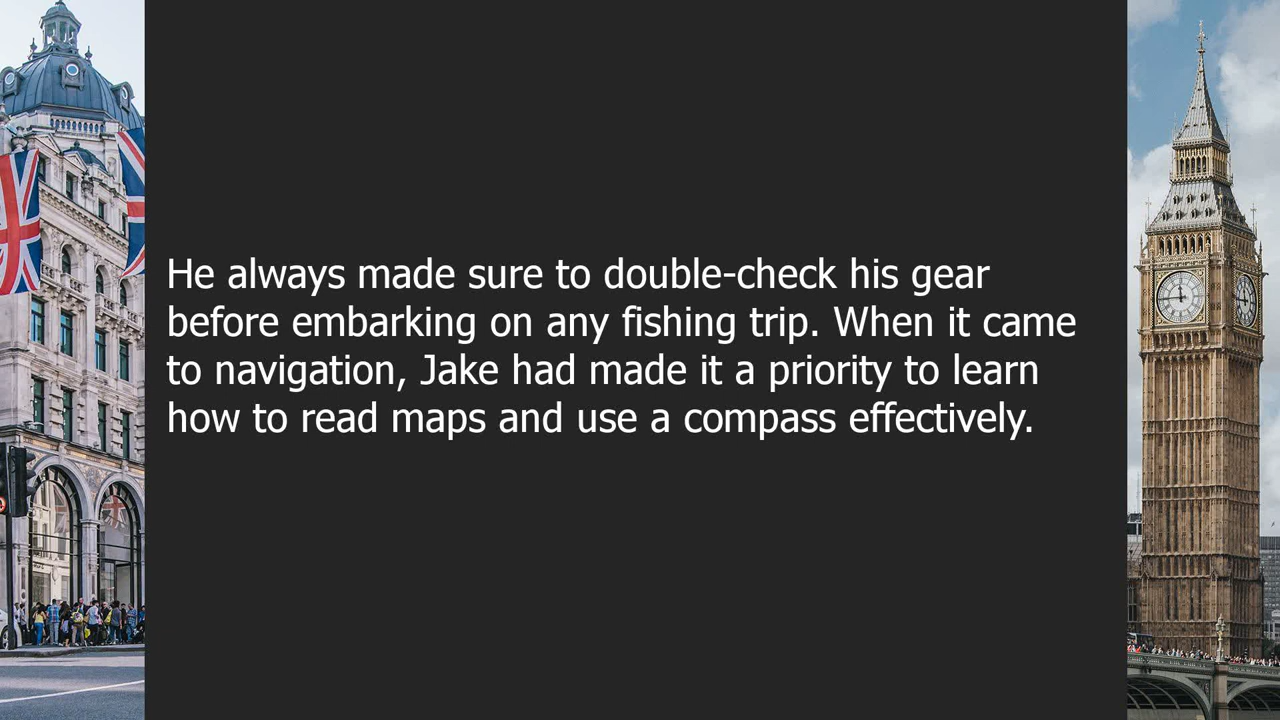 He always made sure to double-check his gear
before embarking on any fishing trip. When it came
to navigation, Jake had made it a priority to learn
how to read maps and use a compass effectively.